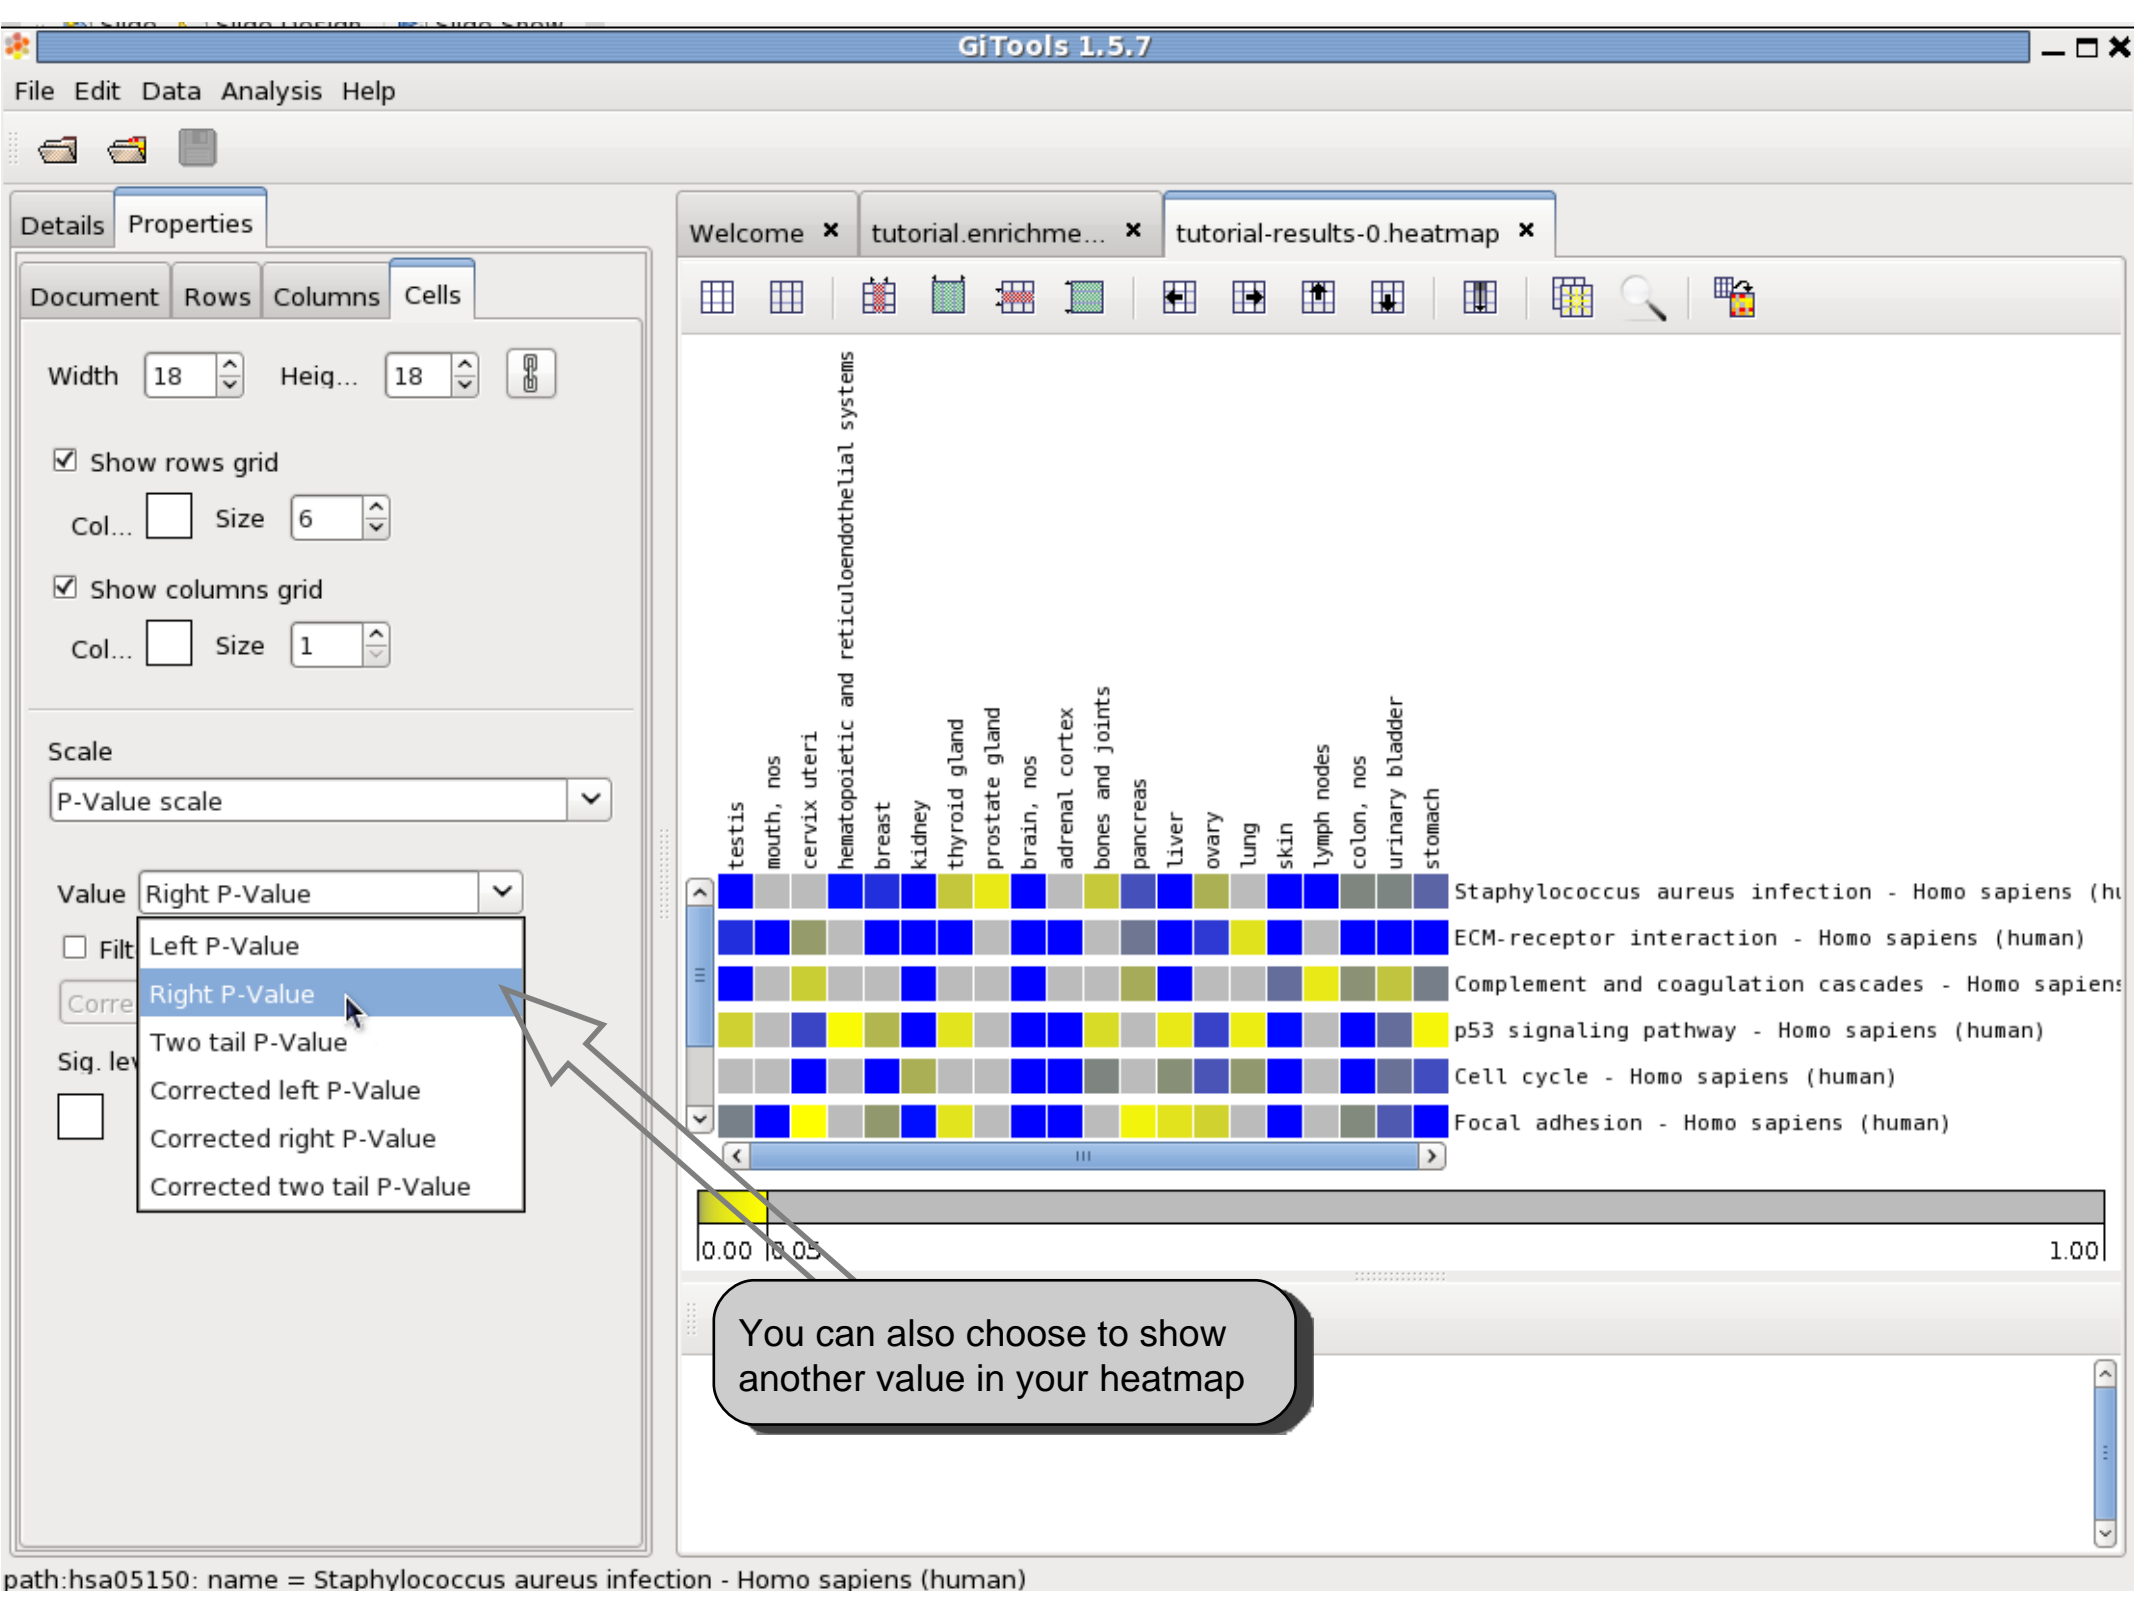 GiTools 1.5.7
File Edit Data Analysis Help
Details Properties
Document Rows Columns Cells
Width 18 Heig... 18
Show rows grid
Col... Size 6
Show columns grid
Col... Size 1
Scale
P-Value scale
Value Right P-Value
Filt
Left P-Value
Corre
Right P-Value
Two tail P-Value
Sig. lev
Corrected left P-Value
Corrected right P-Value
Corrected two tail P-Value
Welcome tutorial.enrichme... tutorial-results-0.heatmap
testis
mouth, nos
cervix uteri
hematopoietic and reticuloendothelial systems
breast
kidney
thyroid gland
prostate gland
brain, nos
adrenal cortex
bones and joints
pancreas
liver
ovary
lung
skin
lymph nodes
colon, nos
urinary bladder
stomach
Staphylococcus aureus infection - Homo sapiens (hu
ECM-receptor interaction - Homo sapiens (human)
Complement and coagulation cascades - Homo sapiens
p53 signaling pathway - Homo sapiens (human)
Cell cycle - Homo sapiens (human)
Focal adhesion - Homo sapiens (human)
0.00 0.05 1.00
You can also choose to show
another value in your heatmap
path:hsa05150: name = Staphylococcus aureus infection - Homo sapiens (human)